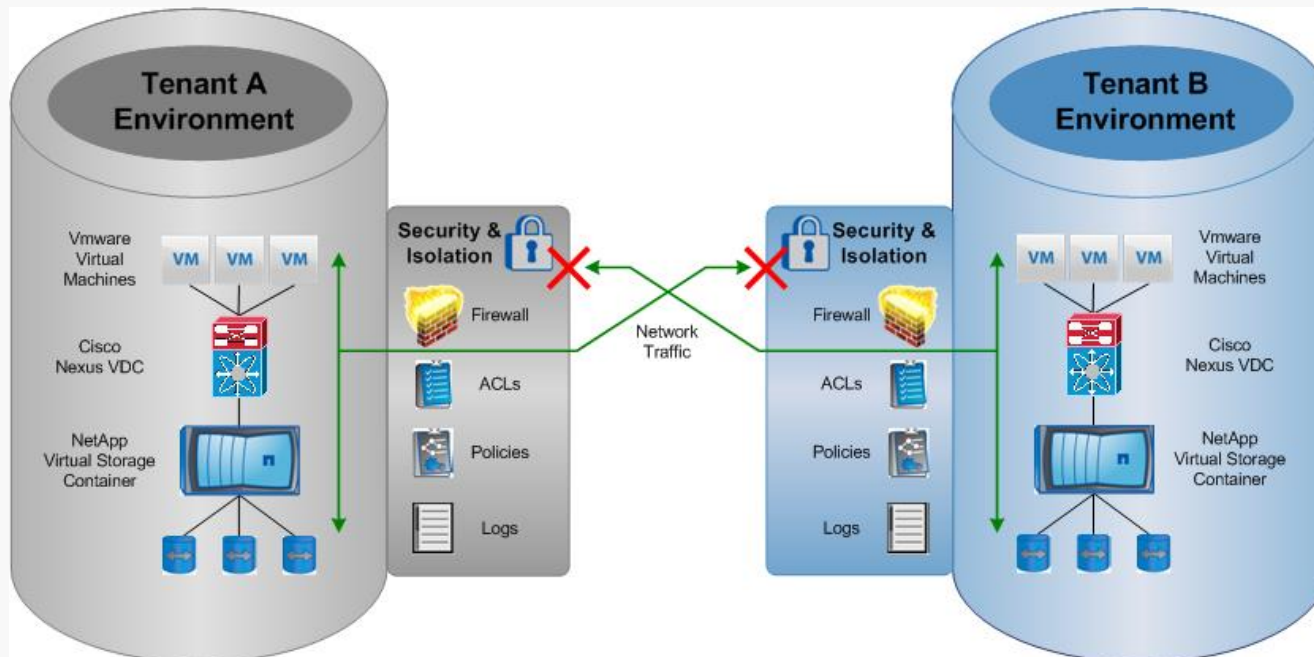 Tenant A
Environment
Vmware
Virtual
Machines
VM
VM
VM
Cisco
Nexus VDC
NetApp
Virtual Storage
Container
n
Security &
Isolation
Firewall
ACLs
Policies
Logs
Network
Traffic
Security &
Isolation
Firewall
ACLs
Policies
Logs
Tenant B
Environment
VM
VM
VM
Vmware
Virtual
Machines
Cisco
Nexus VDC
n
NetApp
Virtual Storage
Container